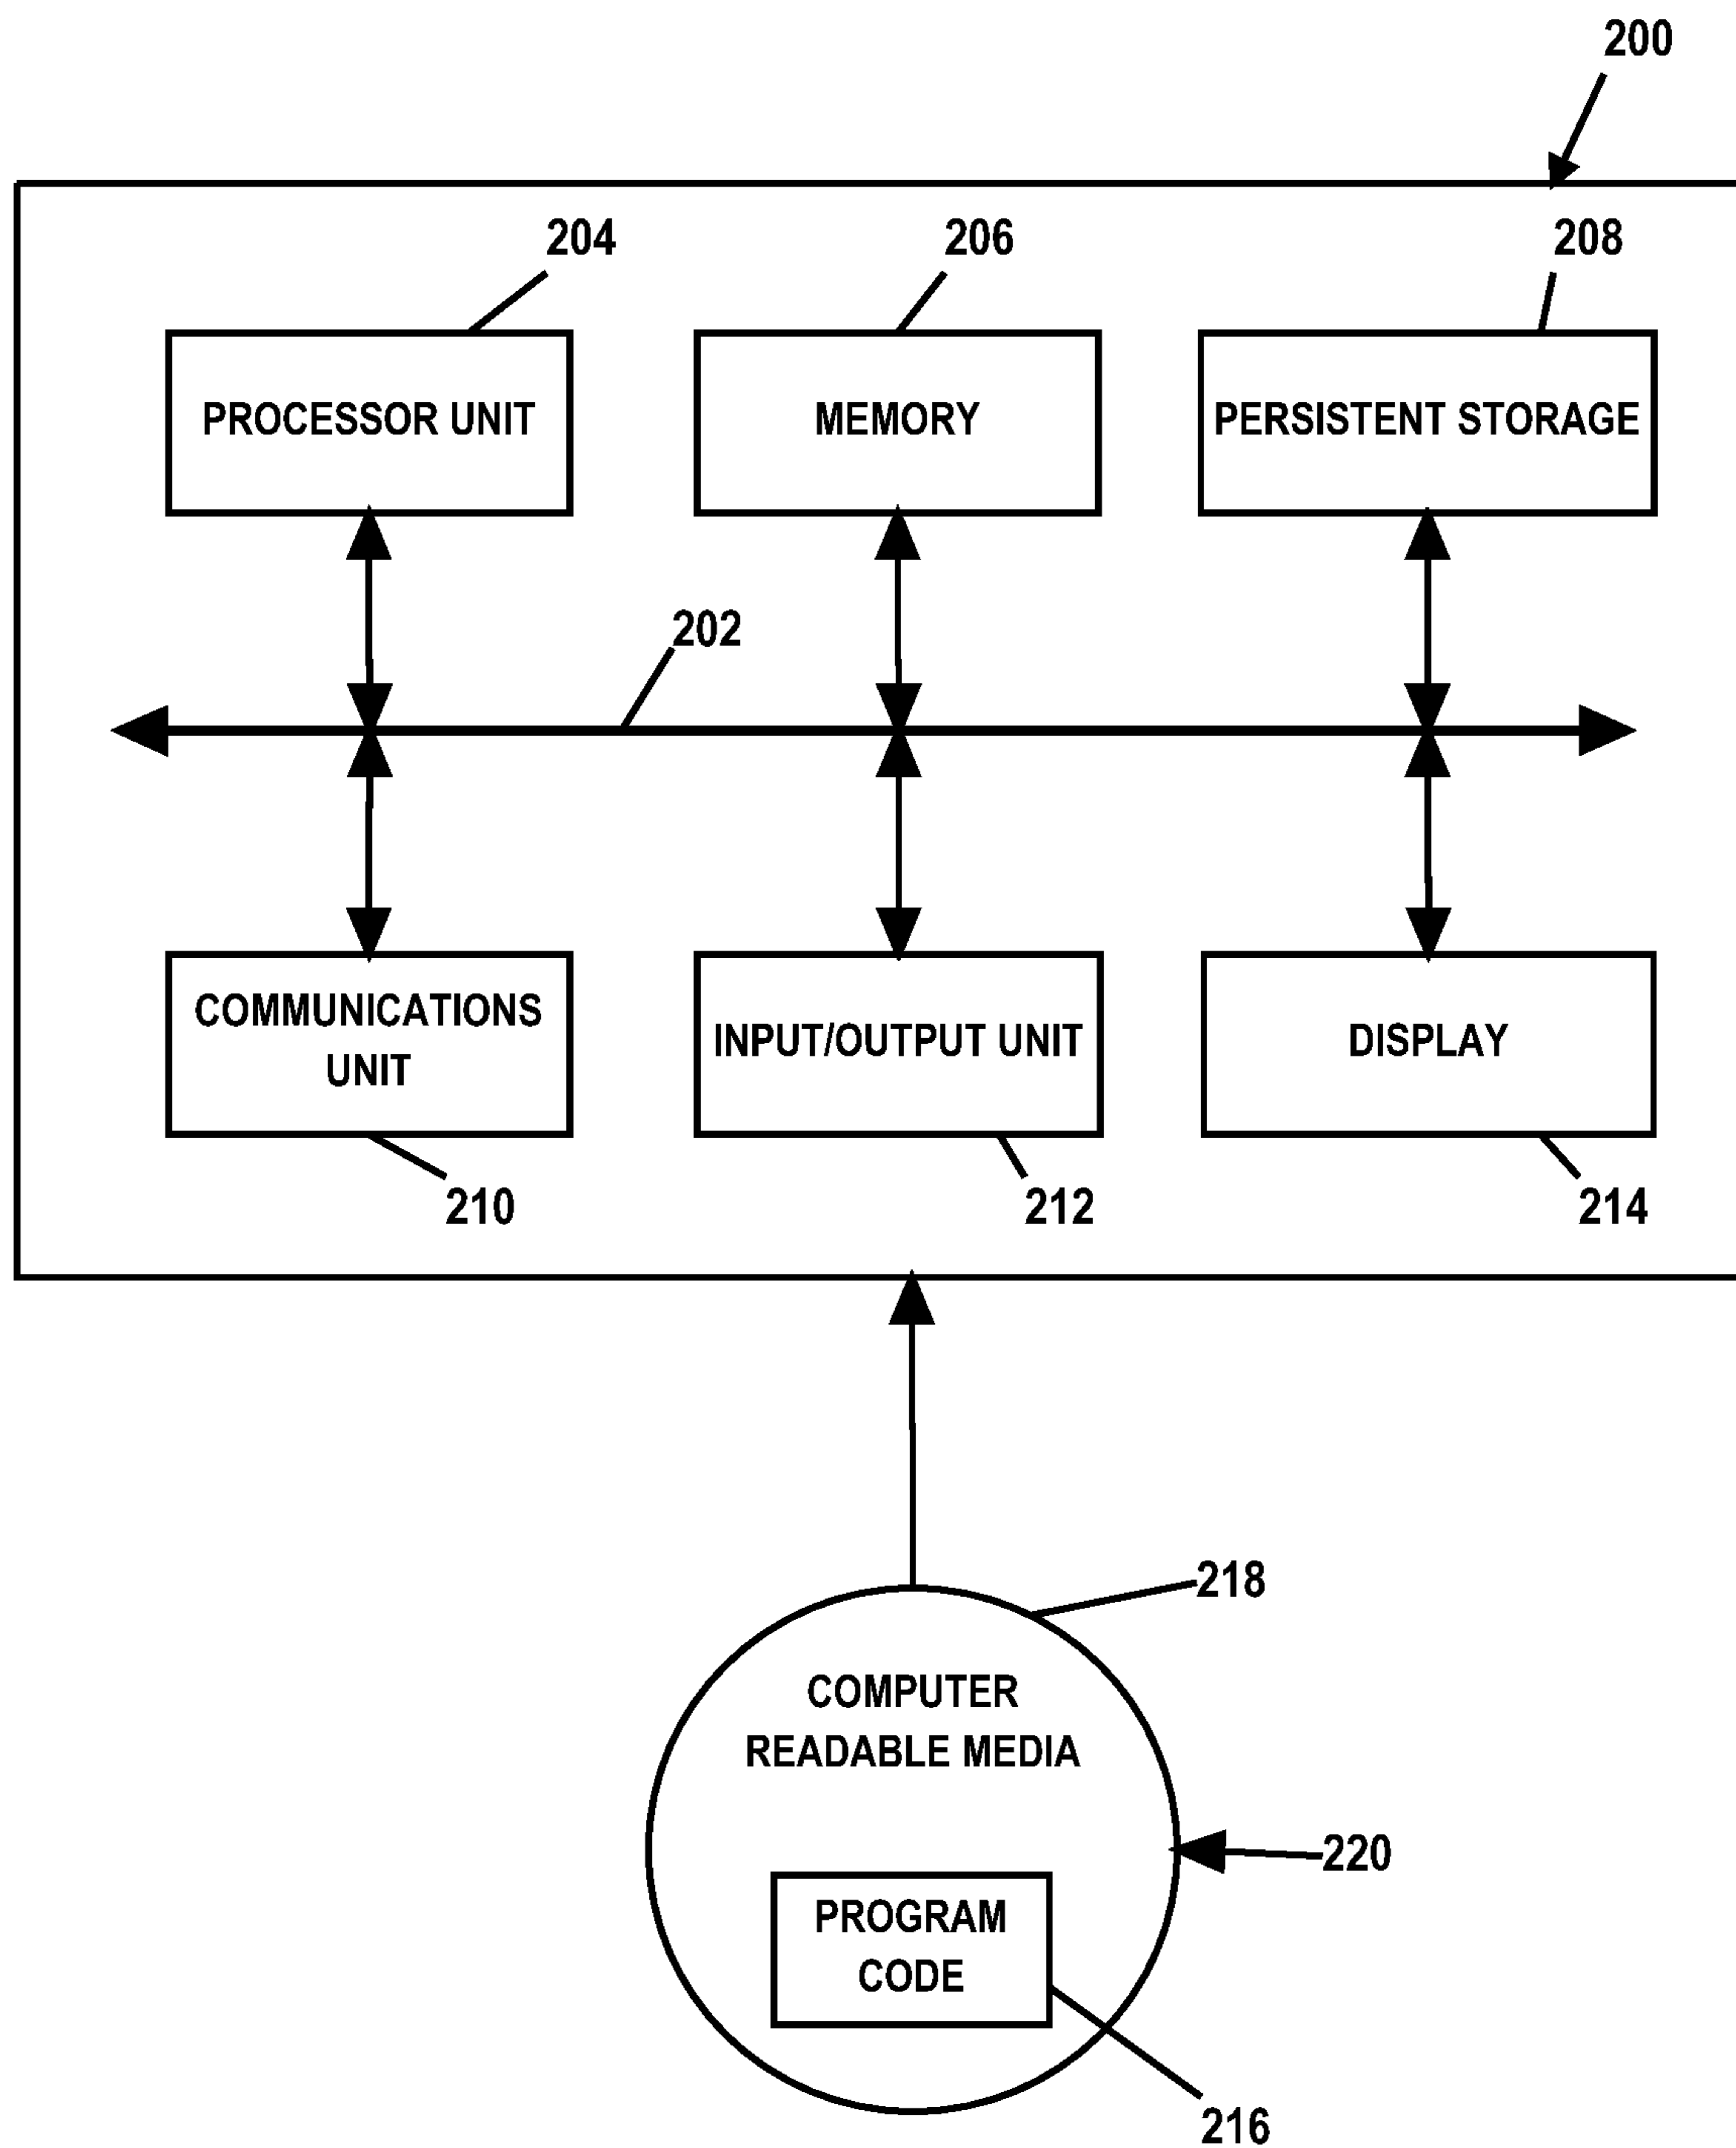 200
204
206
208
PROCESSOR UNIT
MEMORY
PERSISTENT STORAGE
202
COMMUNICATIONS
UNIT
INPUT/OUTPUT UNIT
DISPLAY
210
212
214
218
COMPUTER
READABLE MEDIA
220
PROGRAM
CODE
216